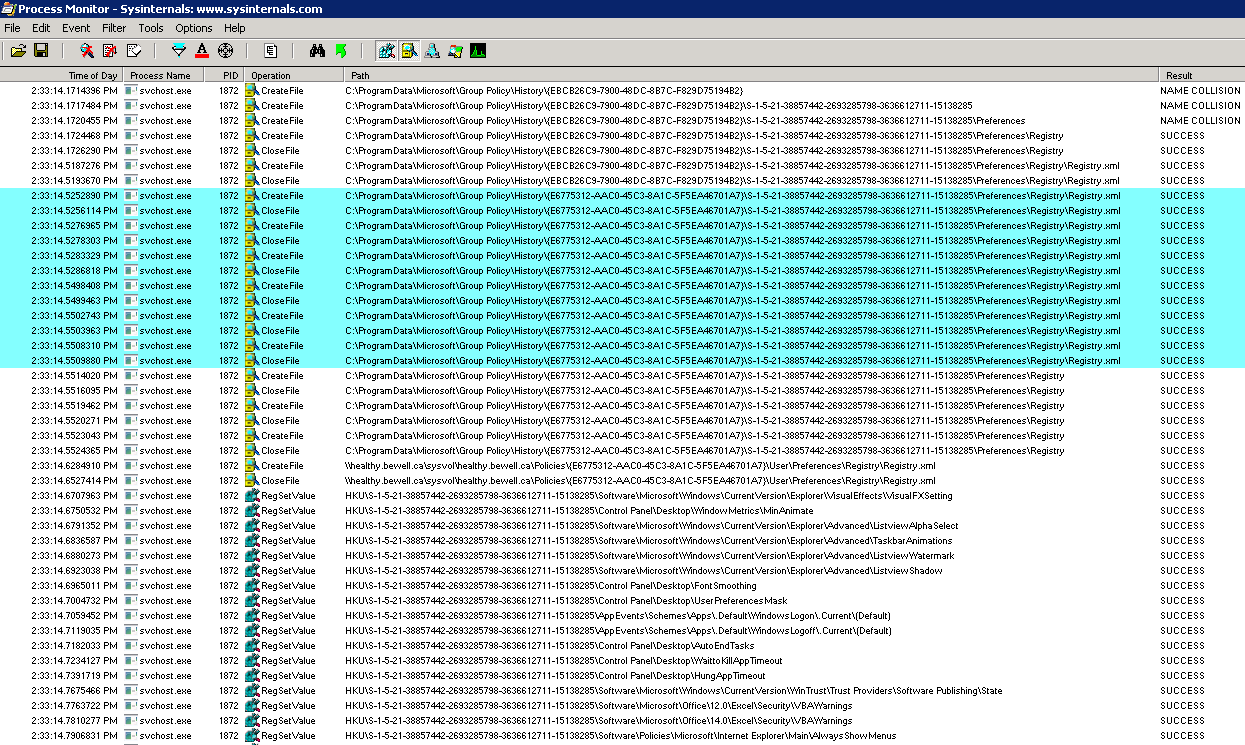 Process Monitor - Sysinternals: www.sysinternals.com
File Edit Event Filter Tools Options Help
Time of Day Process Name PID Operation Path Result
2:33:14.1714396 PM svchost.exe 1872 CreateFile C:\ProgramData\Microsoft\Group Policy\History\{EBCB26C9-7900-48DC-8B7C-F829D75194B2} NAME COLLISION
2:33:14.1717484 PM svchost.exe 1872 CreateFile C:\ProgramData\Microsoft\Group Policy\History\{EBCB26C9-7900-48DC-8B7C-F829D75194B2}\S-1-5-21-38857442-2693285798-3636612711-15138285 NAME COLLISION
2:33:14.1720455 PM svchost.exe 1872 CreateFile C:\ProgramData\Microsoft\Group Policy\History\{EBCB26C9-7900-48DC-8B7C-F829D75194B2}\S-1-5-21-38857442-2693285798-3636612711-15138285\Preferences NAME COLLISION
2:33:14.1724468 PM svchost.exe 1872 CreateFile C:\ProgramData\Microsoft\Group Policy\History\{EBCB26C9-7900-48DC-8B7C-F829D75194B2}\S-1-5-21-38857442-2693285798-3636612711-15138285\Preferences\Registry SUCCESS
2:33:14.1726290 PM svchost.exe 1872 CloseFile C:\ProgramData\Microsoft\Group Policy\History\{EBCB26C9-7900-48DC-8B7C-F829D75194B2}\S-1-5-21-38857442-2693285798-3636612711-15138285\Preferences\Registry SUCCESS
2:33:14.5187276 PM svchost.exe 1872 CreateFile C:\ProgramData\Microsoft\Group Policy\History\{EBCB26C9-7900-48DC-8B7C-F829D75194B2}\S-1-5-21-38857442-2693285798-3636612711-15138285\Preferences\Registry\Registry.xml SUCCESS
2:33:14.5193670 PM svchost.exe 1872 CloseFile C:\ProgramData\Microsoft\Group Policy\History\{EBCB26C9-7900-48DC-8B7C-F829D75194B2}\S-1-5-21-38857442-2693285798-3636612711-15138285\Preferences\Registry\Registry.xml SUCCESS
2:33:14.5252890 PM svchost.exe 1872 CreateFile C:\ProgramData\Microsoft\Group Policy\History\{E6775312-AAC0-45C3-8A1C-5F5EA46701A7}\S-1-5-21-38857442-2693285798-3636612711-15138285\Preferences\Registry\Registry.xml SUCCESS
2:33:14.5256114 PM svchost.exe 1872 CloseFile C:\ProgramData\Microsoft\Group Policy\History\{E6775312-AAC0-45C3-8A1C-5F5EA46701A7}\S-1-5-21-38857442-2693285798-3636612711-15138285\Preferences\Registry\Registry.xml SUCCESS
2:33:14.5276965 PM svchost.exe 1872 CreateFile C:\ProgramData\Microsoft\Group Policy\History\{E6775312-AAC0-45C3-8A1C-5F5EA46701A7}\S-1-5-21-38857442-2693285798-3636612711-15138285\Preferences\Registry\Registry.xml SUCCESS
2:33:14.5278303 PM svchost.exe 1872 CloseFile C:\ProgramData\Microsoft\Group Policy\History\{E6775312-AAC0-45C3-8A1C-5F5EA46701A7}\S-1-5-21-38857442-2693285798-3636612711-15138285\Preferences\Registry\Registry.xml SUCCESS
2:33:14.5283329 PM svchost.exe 1872 CreateFile C:\ProgramData\Microsoft\Group Policy\History\{E6775312-AAC0-45C3-8A1C-5F5EA46701A7}\S-1-5-21-38857442-2693285798-3636612711-15138285\Preferences\Registry\Registry.xml SUCCESS
2:33:14.5286818 PM svchost.exe 1872 CloseFile C:\ProgramData\Microsoft\Group Policy\History\{E6775312-AAC0-45C3-8A1C-5F5EA46701A7}\S-1-5-21-38857442-2693285798-3636612711-15138285\Preferences\Registry\Registry.xml SUCCESS
2:33:14.5498408 PM svchost.exe 1872 CreateFile C:\ProgramData\Microsoft\Group Policy\History\{E6775312-AAC0-45C3-8A1C-5F5EA46701A7}\S-1-5-21-38857442-2693285798-3636612711-15138285\Preferences\Registry\Registry.xml SUCCESS
2:33:14.5499463 PM svchost.exe 1872 CloseFile C:\ProgramData\Microsoft\Group Policy\History\{E6775312-AAC0-45C3-8A1C-5F5EA46701A7}\S-1-5-21-38857442-2693285798-3636612711-15138285\Preferences\Registry\Registry.xml SUCCESS
2:33:14.5502743 PM svchost.exe 1872 CreateFile C:\ProgramData\Microsoft\Group Policy\History\{E6775312-AAC0-45C3-8A1C-5F5EA46701A7}\S-1-5-21-38857442-2693285798-3636612711-15138285\Preferences\Registry\Registry.xml SUCCESS
2:33:14.5503963 PM svchost.exe 1872 CloseFile C:\ProgramData\Microsoft\Group Policy\History\{E6775312-AAC0-45C3-8A1C-5F5EA46701A7}\S-1-5-21-38857442-2693285798-3636612711-15138285\Preferences\Registry\Registry.xml SUCCESS
2:33:14.5508310 PM svchost.exe 1872 CreateFile C:\ProgramData\Microsoft\Group Policy\History\{E6775312-AAC0-45C3-8A1C-5F5EA46701A7}\S-1-5-21-38857442-2693285798-3636612711-15138285\Preferences\Registry\Registry.xml SUCCESS
2:33:14.5509880 PM svchost.exe 1872 CloseFile C:\ProgramData\Microsoft\Group Policy\History\{E6775312-AAC0-45C3-8A1C-5F5EA46701A7}\S-1-5-21-38857442-2693285798-3636612711-15138285\Preferences\Registry\Registry.xml SUCCESS
2:33:14.5514020 PM svchost.exe 1872 CreateFile C:\ProgramData\Microsoft\Group Policy\History\{E6775312-AAC0-45C3-8A1C-5F5EA46701A7}\S-1-5-21-38857442-2693285798-3636612711-15138285\Preferences\Registry SUCCESS
2:33:14.5516095 PM svchost.exe 1872 CloseFile C:\ProgramData\Microsoft\Group Policy\History\{E6775312-AAC0-45C3-8A1C-5F5EA46701A7}\S-1-5-21-38857442-2693285798-3636612711-15138285\Preferences\Registry SUCCESS
2:33:14.5519462 PM svchost.exe 1872 CreateFile C:\ProgramData\Microsoft\Group Policy\History\{E6775312-AAC0-45C3-8A1C-5F5EA46701A7}\S-1-5-21-38857442-2693285798-3636612711-15138285\Preferences\Registry SUCCESS
2:33:14.5520271 PM svchost.exe 1872 CloseFile C:\ProgramData\Microsoft\Group Policy\History\{E6775312-AAC0-45C3-8A1C-5F5EA46701A7}\S-1-5-21-38857442-2693285798-3636612711-15138285\Preferences\Registry SUCCESS
2:33:14.5523043 PM svchost.exe 1872 CreateFile C:\ProgramData\Microsoft\Group Policy\History\{E6775312-AAC0-45C3-8A1C-5F5EA46701A7}\S-1-5-21-38857442-2693285798-3636612711-15138285\Preferences\Registry SUCCESS
2:33:14.5524365 PM svchost.exe 1872 CloseFile C:\ProgramData\Microsoft\Group Policy\History\{E6775312-AAC0-45C3-8A1C-5F5EA46701A7}\S-1-5-21-38857442-2693285798-3636612711-15138285\Preferences\Registry SUCCESS
2:33:14.6284910 PM svchost.exe 1872 CreateFile \\healthy.bewell.ca\sysvol\healthy.bewell.ca\Policies\{E6775312-AAC0-45C3-8A1C-5F5EA46701A7}\User\Preferences\Registry\Registry.xml SUCCESS
2:33:14.6527414 PM svchost.exe 1872 CloseFile \\healthy.bewell.ca\sysvol\healthy.bewell.ca\Policies\{E6775312-AAC0-45C3-8A1C-5F5EA46701A7}\User\Preferences\Registry\Registry.xml SUCCESS
2:33:14.6707963 PM svchost.exe 1872 RegSetValue HKU\S-1-5-21-38857442-2693285798-3636612711-15138285\Software\Microsoft\Windows\CurrentVersion\Explorer\VisualEffects\VisualFXSetting SUCCESS
2:33:14.6750532 PM svchost.exe 1872 RegSetValue HKU\S-1-5-21-38857442-2693285798-3636612711-15138285\Control Panel\Desktop\WindowMetrics\MinAnimate SUCCESS
2:33:14.6791352 PM svchost.exe 1872 RegSetValue HKU\S-1-5-21-38857442-2693285798-3636612711-15138285\Software\Microsoft\Windows\CurrentVersion\Explorer\Advanced\ListviewAlphaSelect SUCCESS
2:33:14.6836587 PM svchost.exe 1872 RegSetValue HKU\S-1-5-21-38857442-2693285798-3636612711-15138285\Software\Microsoft\Windows\CurrentVersion\Explorer\Advanced\TaskbarAnimations SUCCESS
2:33:14.6880273 PM svchost.exe 1872 RegSetValue HKU\S-1-5-21-38857442-2693285798-3636612711-15138285\Software\Microsoft\Windows\CurrentVersion\Explorer\Advanced\ListviewWatermark SUCCESS
2:33:14.6923038 PM svchost.exe 1872 RegSetValue HKU\S-1-5-21-38857442-2693285798-3636612711-15138285\Software\Microsoft\Windows\CurrentVersion\Explorer\Advanced\ListviewShadow SUCCESS
2:33:14.6965011 PM svchost.exe 1872 RegSetValue HKU\S-1-5-21-38857442-2693285798-3636612711-15138285\Control Panel\Desktop\FontSmoothing SUCCESS
2:33:14.7004732 PM svchost.exe 1872 RegSetValue HKU\S-1-5-21-38857442-2693285798-3636612711-15138285\Control Panel\Desktop\UserPreferencesMask SUCCESS
2:33:14.7059452 PM svchost.exe 1872 RegSetValue HKU\S-1-5-21-38857442-2693285798-3636612711-15138285\AppEvents\Schemes\Apps\.Default\WindowsLogon\.Current\(Default) SUCCESS
2:33:14.7119035 PM svchost.exe 1872 RegSetValue HKU\S-1-5-21-38857442-2693285798-3636612711-15138285\AppEvents\Schemes\Apps\.Default\WindowsLogoff\.Current\(Default) SUCCESS
2:33:14.7182033 PM svchost.exe 1872 RegSetValue HKU\S-1-5-21-38857442-2693285798-3636612711-15138285\Control Panel\Desktop\AutoEndTasks SUCCESS
2:33:14.7234127 PM svchost.exe 1872 RegSetValue HKU\S-1-5-21-38857442-2693285798-3636612711-15138285\Control Panel\Desktop\WaittoKillAppTimeout SUCCESS
2:33:14.7391719 PM svchost.exe 1872 RegSetValue HKU\S-1-5-21-38857442-2693285798-3636612711-15138285\Control Panel\Desktop\HungAppTimeout SUCCESS
2:33:14.7675466 PM svchost.exe 1872 RegSetValue HKU\S-1-5-21-38857442-2693285798-3636612711-15138285\Software\Microsoft\Windows\CurrentVersion\WinTrust\Trust Providers\Software Publishing\State SUCCESS
2:33:14.7763722 PM svchost.exe 1872 RegSetValue HKU\S-1-5-21-38857442-2693285798-3636612711-15138285\Software\Microsoft\Office\12.0\Excel\Security\VBAWarnings SUCCESS
2:33:14.7810277 PM svchost.exe 1872 RegSetValue HKU\S-1-5-21-38857442-2693285798-3636612711-15138285\Software\Microsoft\Office\14.0\Excel\Security\VBAWarnings SUCCESS
2:33:14.7906831 PM svchost.exe 1872 RegSetValue HKU\S-1-5-21-38857442-2693285798-3636612711-15138285\Software\Policies\Microsoft\Internet Explorer\Main\AlwaysShowMenus SUCCESS